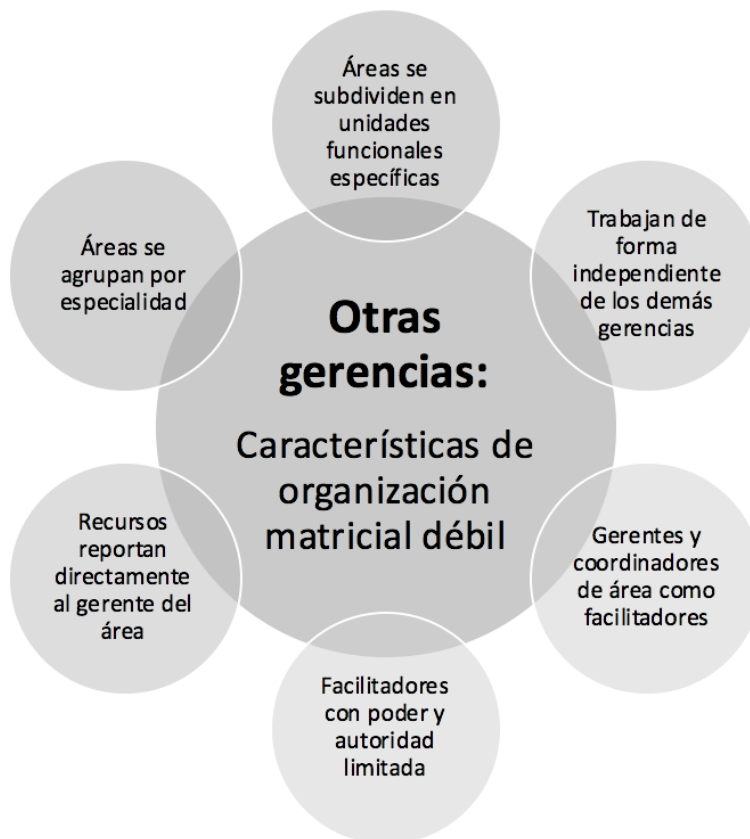 Áreas se
subdividen en
unidades
funcionales
específicas
Trabajan de
forma
independiente
de los demás
gerencias
Gerentes y
coordinadores
de área como
facilitadores
Facilitadores
con poder y
autoridad
limitada
Recursos
reportan
directamente
al gerente del
área
Áreas se
agrupan por
especialidad
Otras
gerencias:
Características de
organización
matricial débil